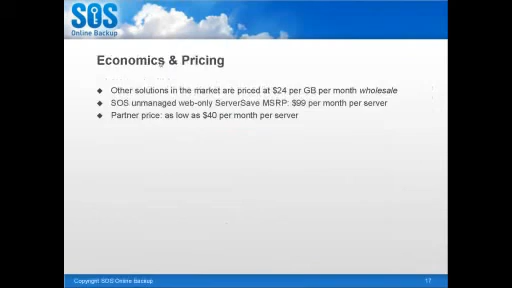 SOS
Online Backup
Economics & Pricing
◆ Other solutions in the market are priced at $24 per GB per month wholesale
◆ SOS unmanaged web-only ServerSave MSRP: $99 per month per server
◆ Partner price: as low as $40 per month per server
Copyright SOS Online Backup
17